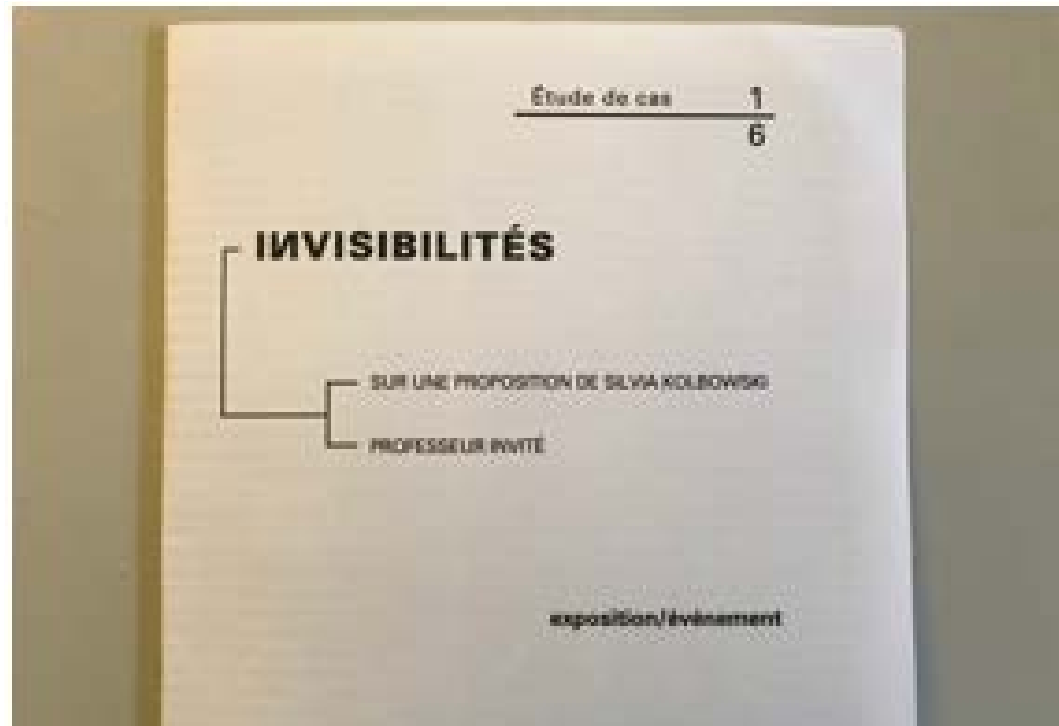 Étude de cas 1
6
IИVISIBILITÉS
SUR UNE PROPOSITION DE SILVIA KOLBOWSKI
PROFESSEUR INVITÉ
exposition/événement